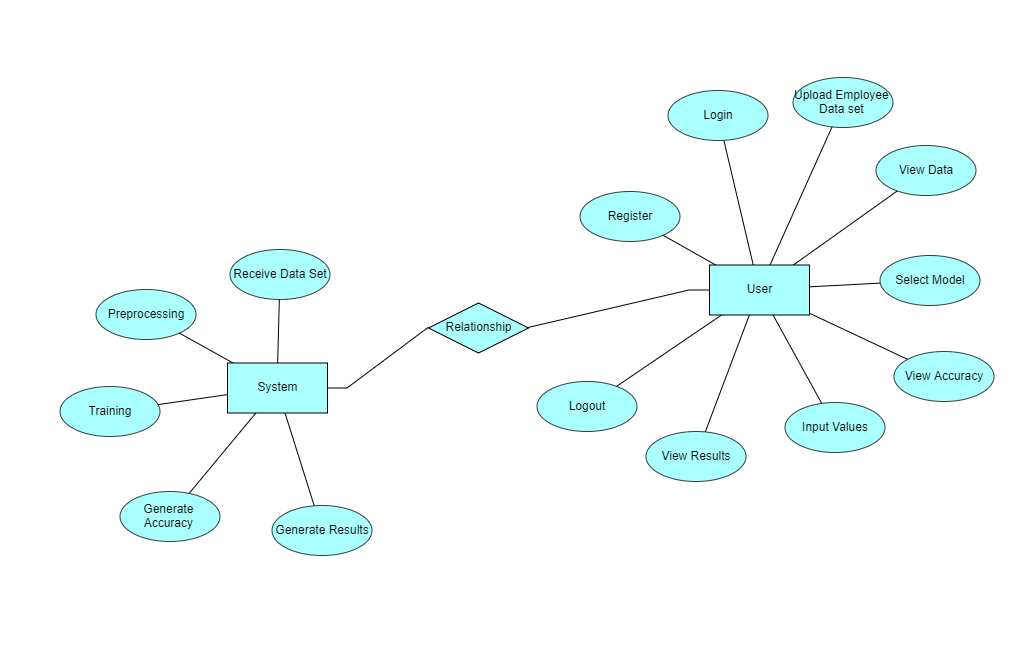 Login
Upload Employee
Data set
View Data
Register
Receive Data Set
Select Model
User
Preprocessing
Relationship
System
View Accuracy
Training
Logout
Input Values
View Results
Generate
Accuracy
Generate Results